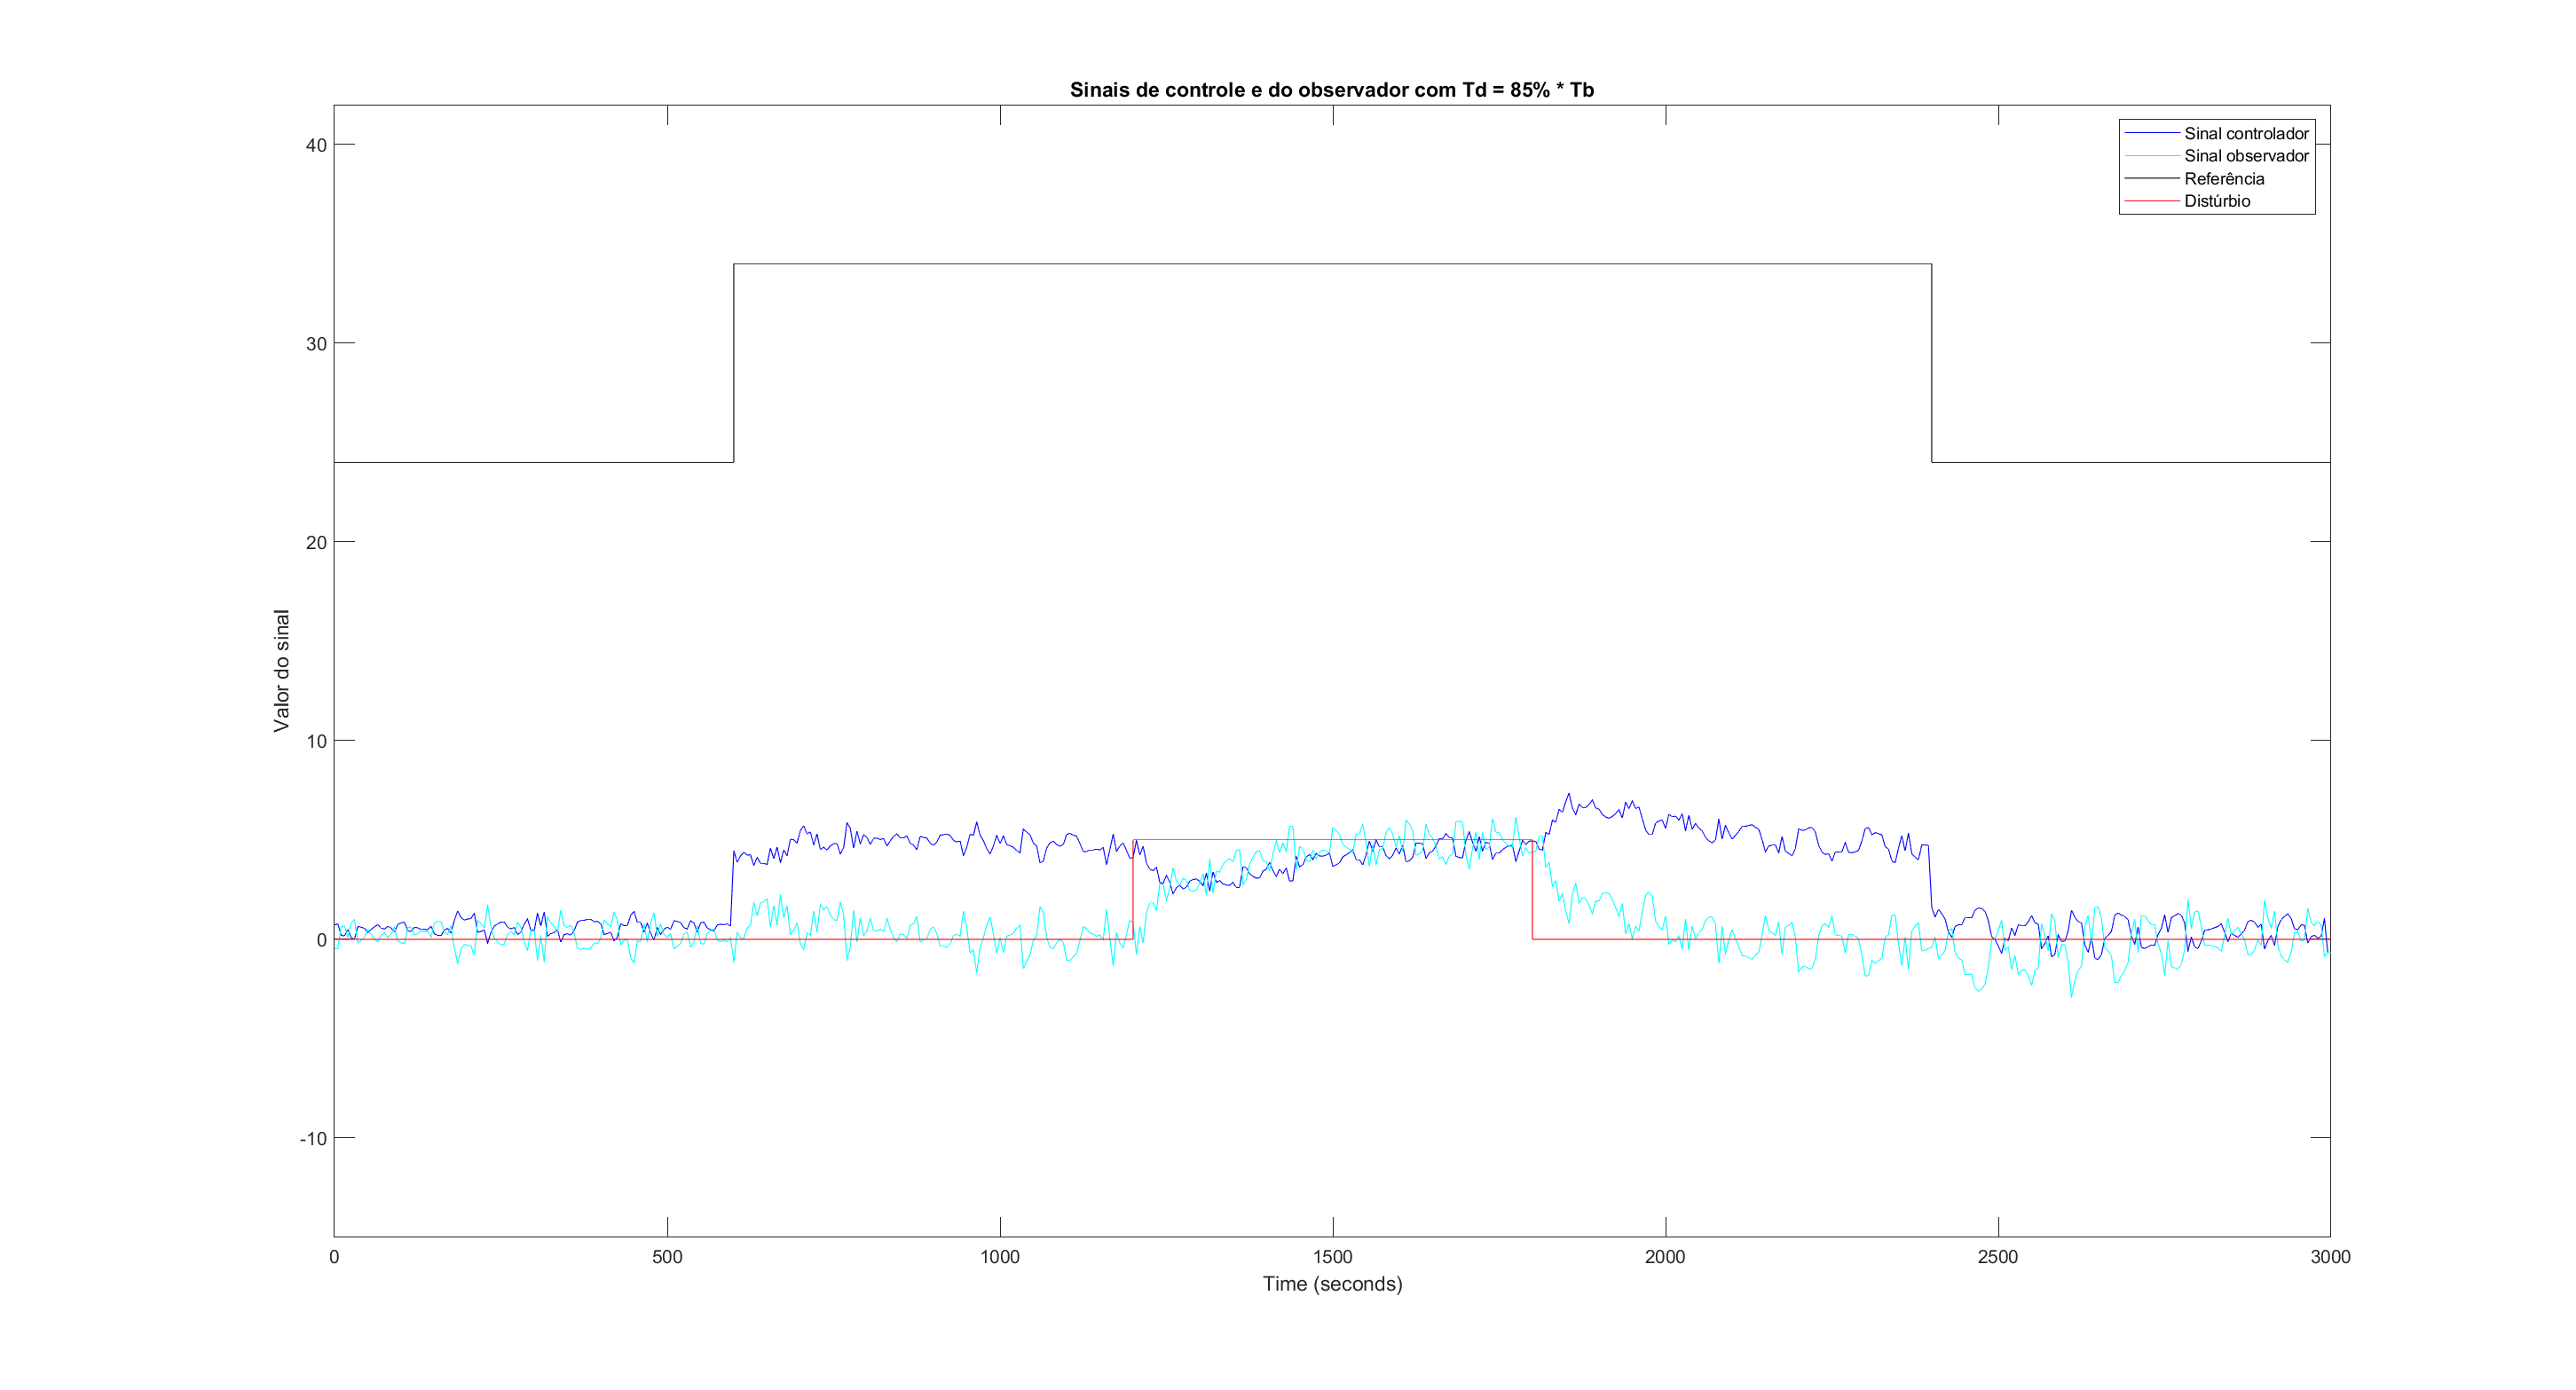 Sinais de controle e do observador com Td = 85% * Tb
Sinal controlador
Sinal observador
Referência
Distúrbio
Valor do sinal
40
30
20
10
0
-10
0 500 1000 1500 2000 2500 3000
Time (seconds)